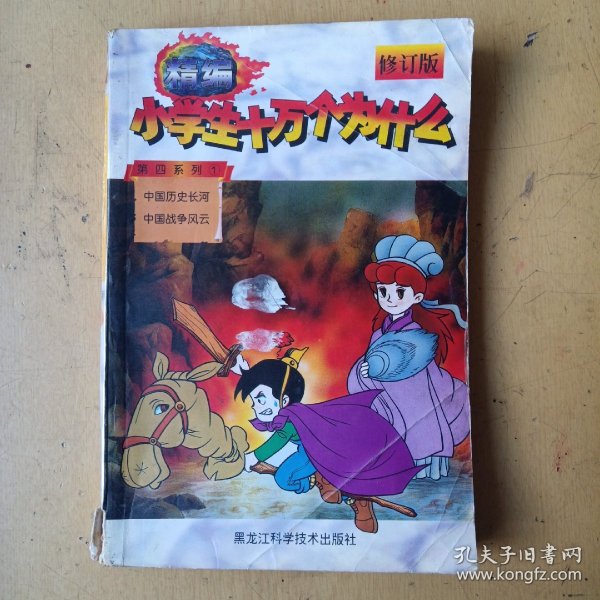 精编
修订版
小学生十万个为什么
第四系列①
中国历史长河
中国战争风云
黑龙江科学技术出版社
孔夫子旧书网
www.kongfz.com